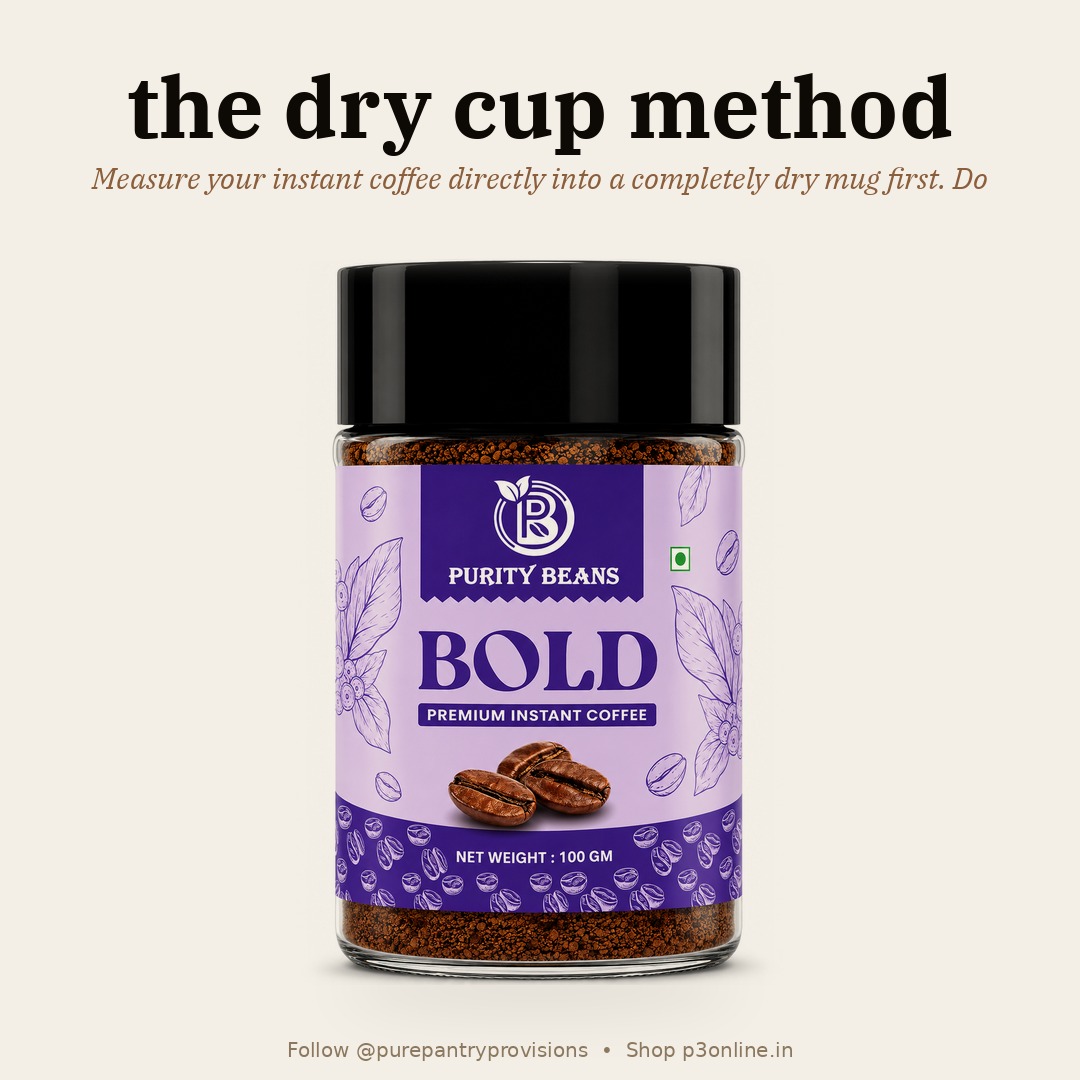 the dry cup method
Measure your instant coffee directly into a completely dry mug first. Do
PURITY BEANS
BOLD
PREMIUM INSTANT COFFEE
NET WEIGHT : 100 GM
Follow @purepantryprovisions • Shop p3online.in